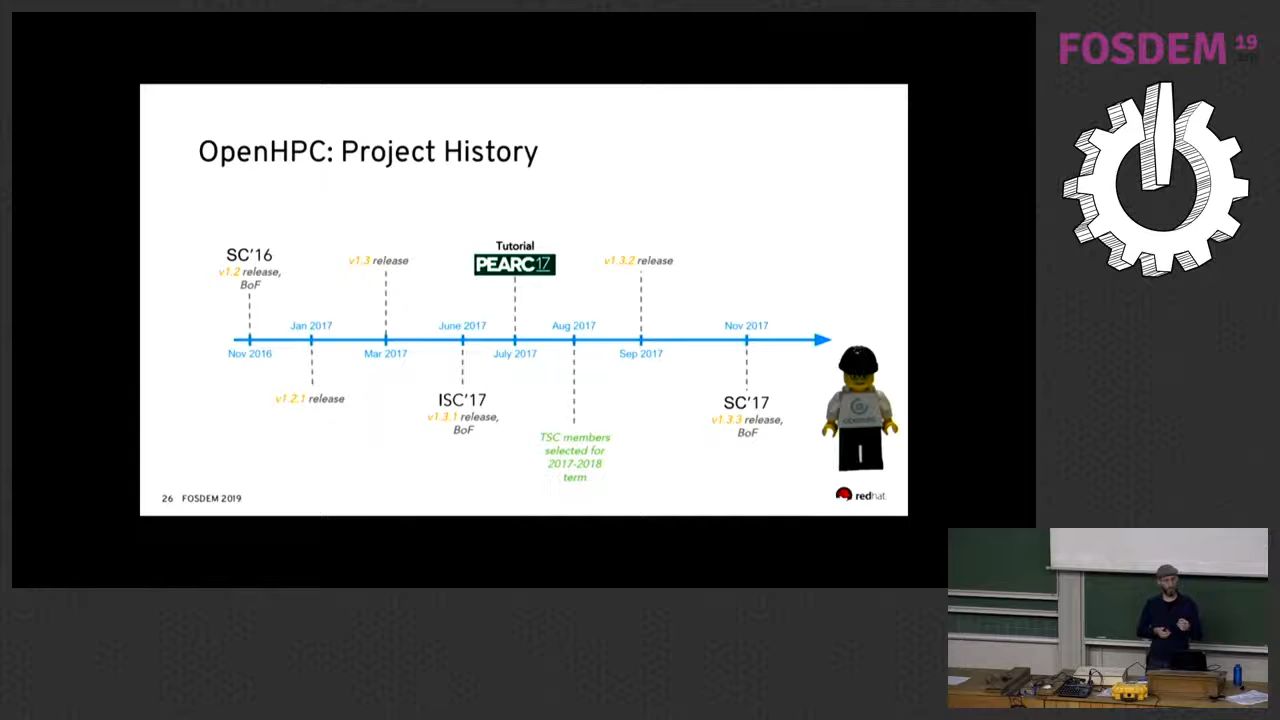 FOSDEM 19
OpenHPC: Project History
SC'16
v1.2 release,
BoF
v1.3 release
Tutorial
PEARC17
v1.3.2 release
Jan 2017
June 2017
Aug 2017
Nov 2017
Nov 2016
Mar 2017
July 2017
Sep 2017
v1.2.1 release
ISC'17
v1.3.1 release,
BoF
SC'17
v1.3.3 release,
BoF
TSC members
selected for
2017-2018
term
26 FOSDEM 2019
redhat